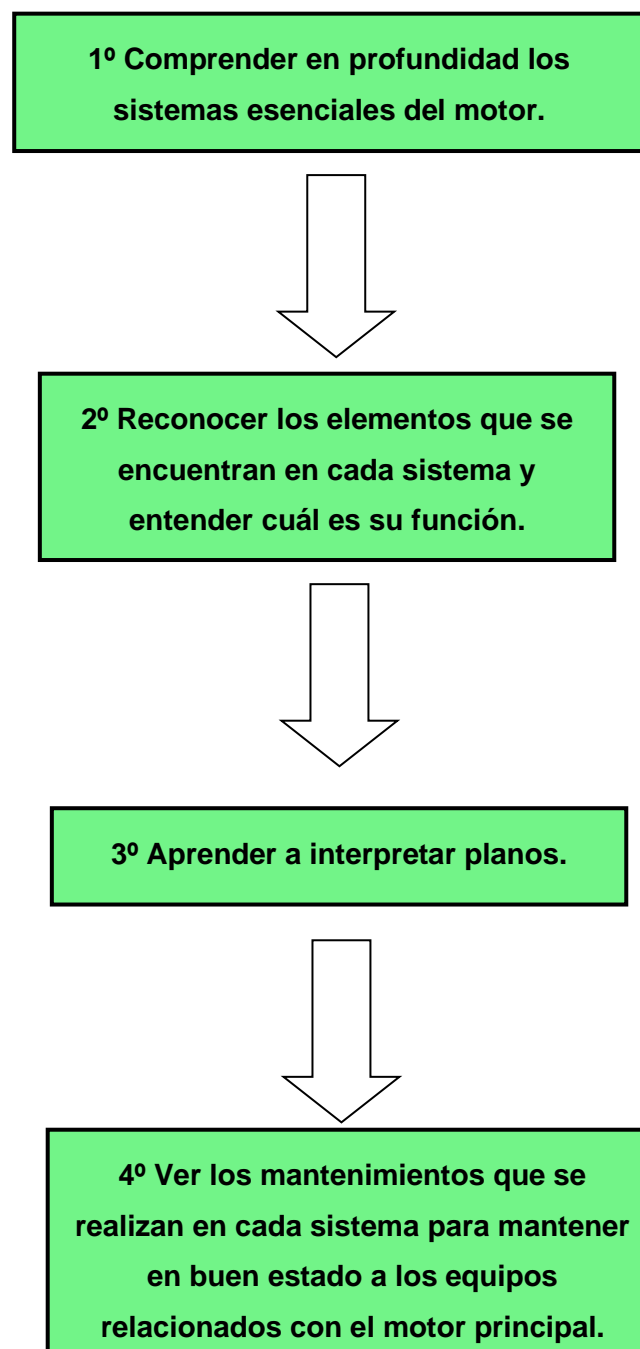 1º Comprender en profundidad los
sistemas esenciales del motor.
2º Reconocer los elementos que se
encuentran en cada sistema y
entender cuál es su función.
3º Aprender a interpretar planos.
4º Ver los mantenimientos que se
realizan en cada sistema para mantener
en buen estado a los equipos
relacionados con el motor principal.